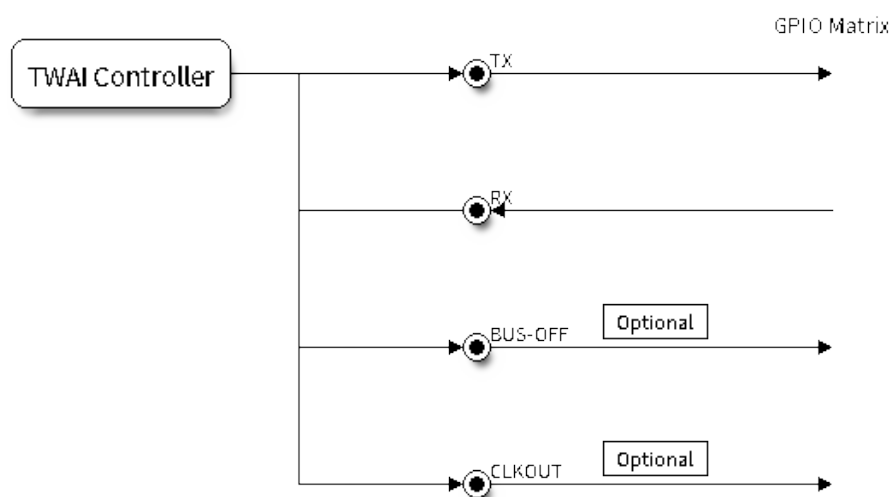 GPIO Matrix
TWAI Controller
TX
RX
BUS-OFF
Optional
CLKOUT
Optional